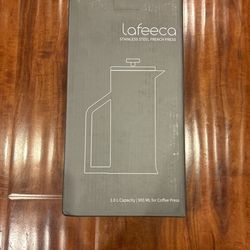 Lafeeca
STAINLESS STEEL FRENCH PRESS
1.0 L Capacity | 950 ML for Coffee Press